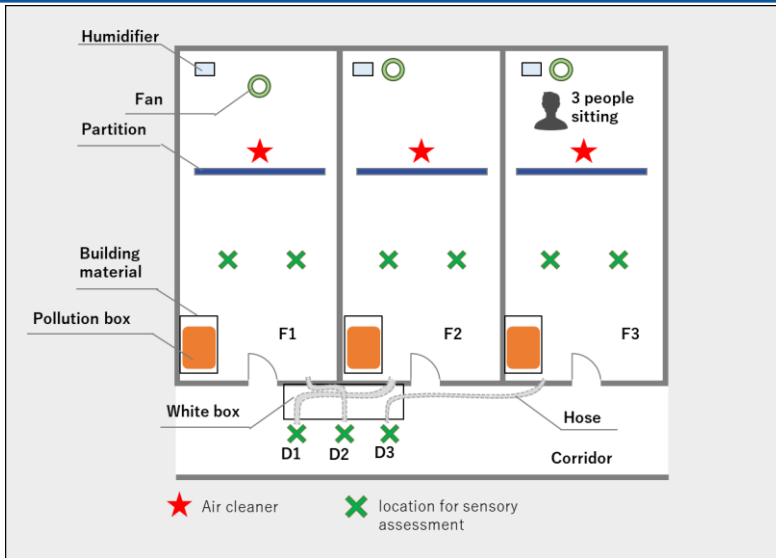 Humidifier
Fan
3 people
sitting
Partition
Building
material
Pollution box
F1
F2
F3
White box
Hose
D1
D2
D3
Corridor
Air cleaner
location for sensory
assessment